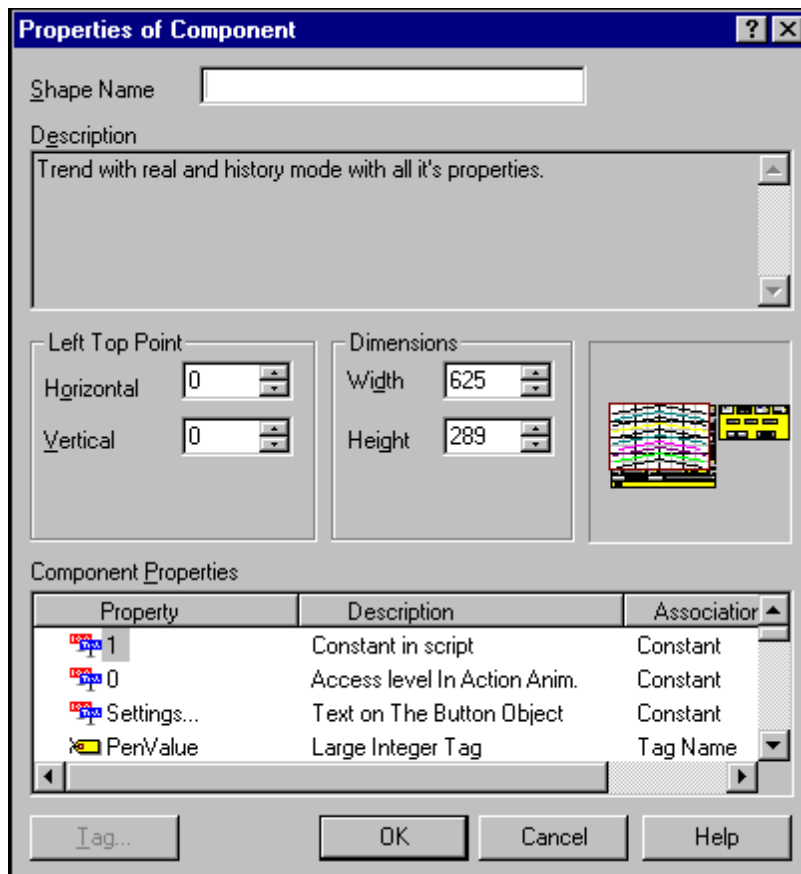 Properties of Component
Shape Name
Description
Trend with real and history mode with all it's properties.
Left Top Point
Horizontal 0
Vertical 0
Dimensions
Width 625
Height 289
Component Properties
Property Description Association
1 Constant in script Constant
0 Access level In Action Anim. Constant
Settings... Text on The Button Object Constant
PenValue Large Integer Tag Tag Name
Tag... OK Cancel Help